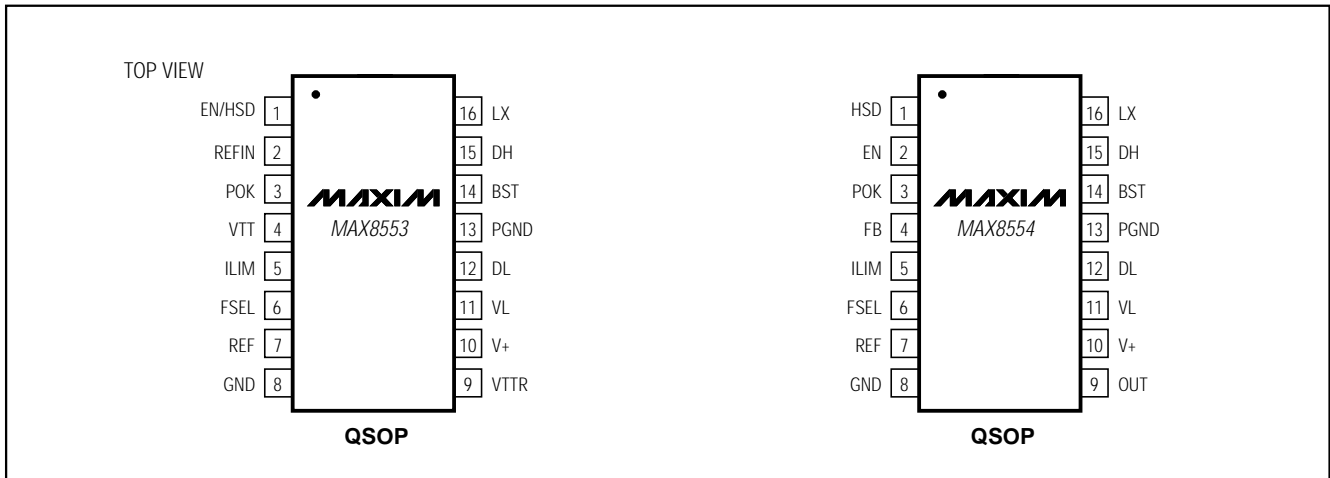 TOP VIEW
EN/HSD 1 16 LX
REFIN 2 15 DH
POK 3 14 BST
VTT 4 13 PGND
ILIM 5 12 DL
FSEL 6 11 VL
REF 7 10 V+
GND 8 9 VTTR
MAXIM
MAX8553
QSOP
HSD 1 16 LX
EN 2 15 DH
POK 3 14 BST
FB 4 13 PGND
ILIM 5 12 DL
FSEL 6 11 VL
REF 7 10 V+
GND 8 9 OUT
MAXIM
MAX8554
QSOP